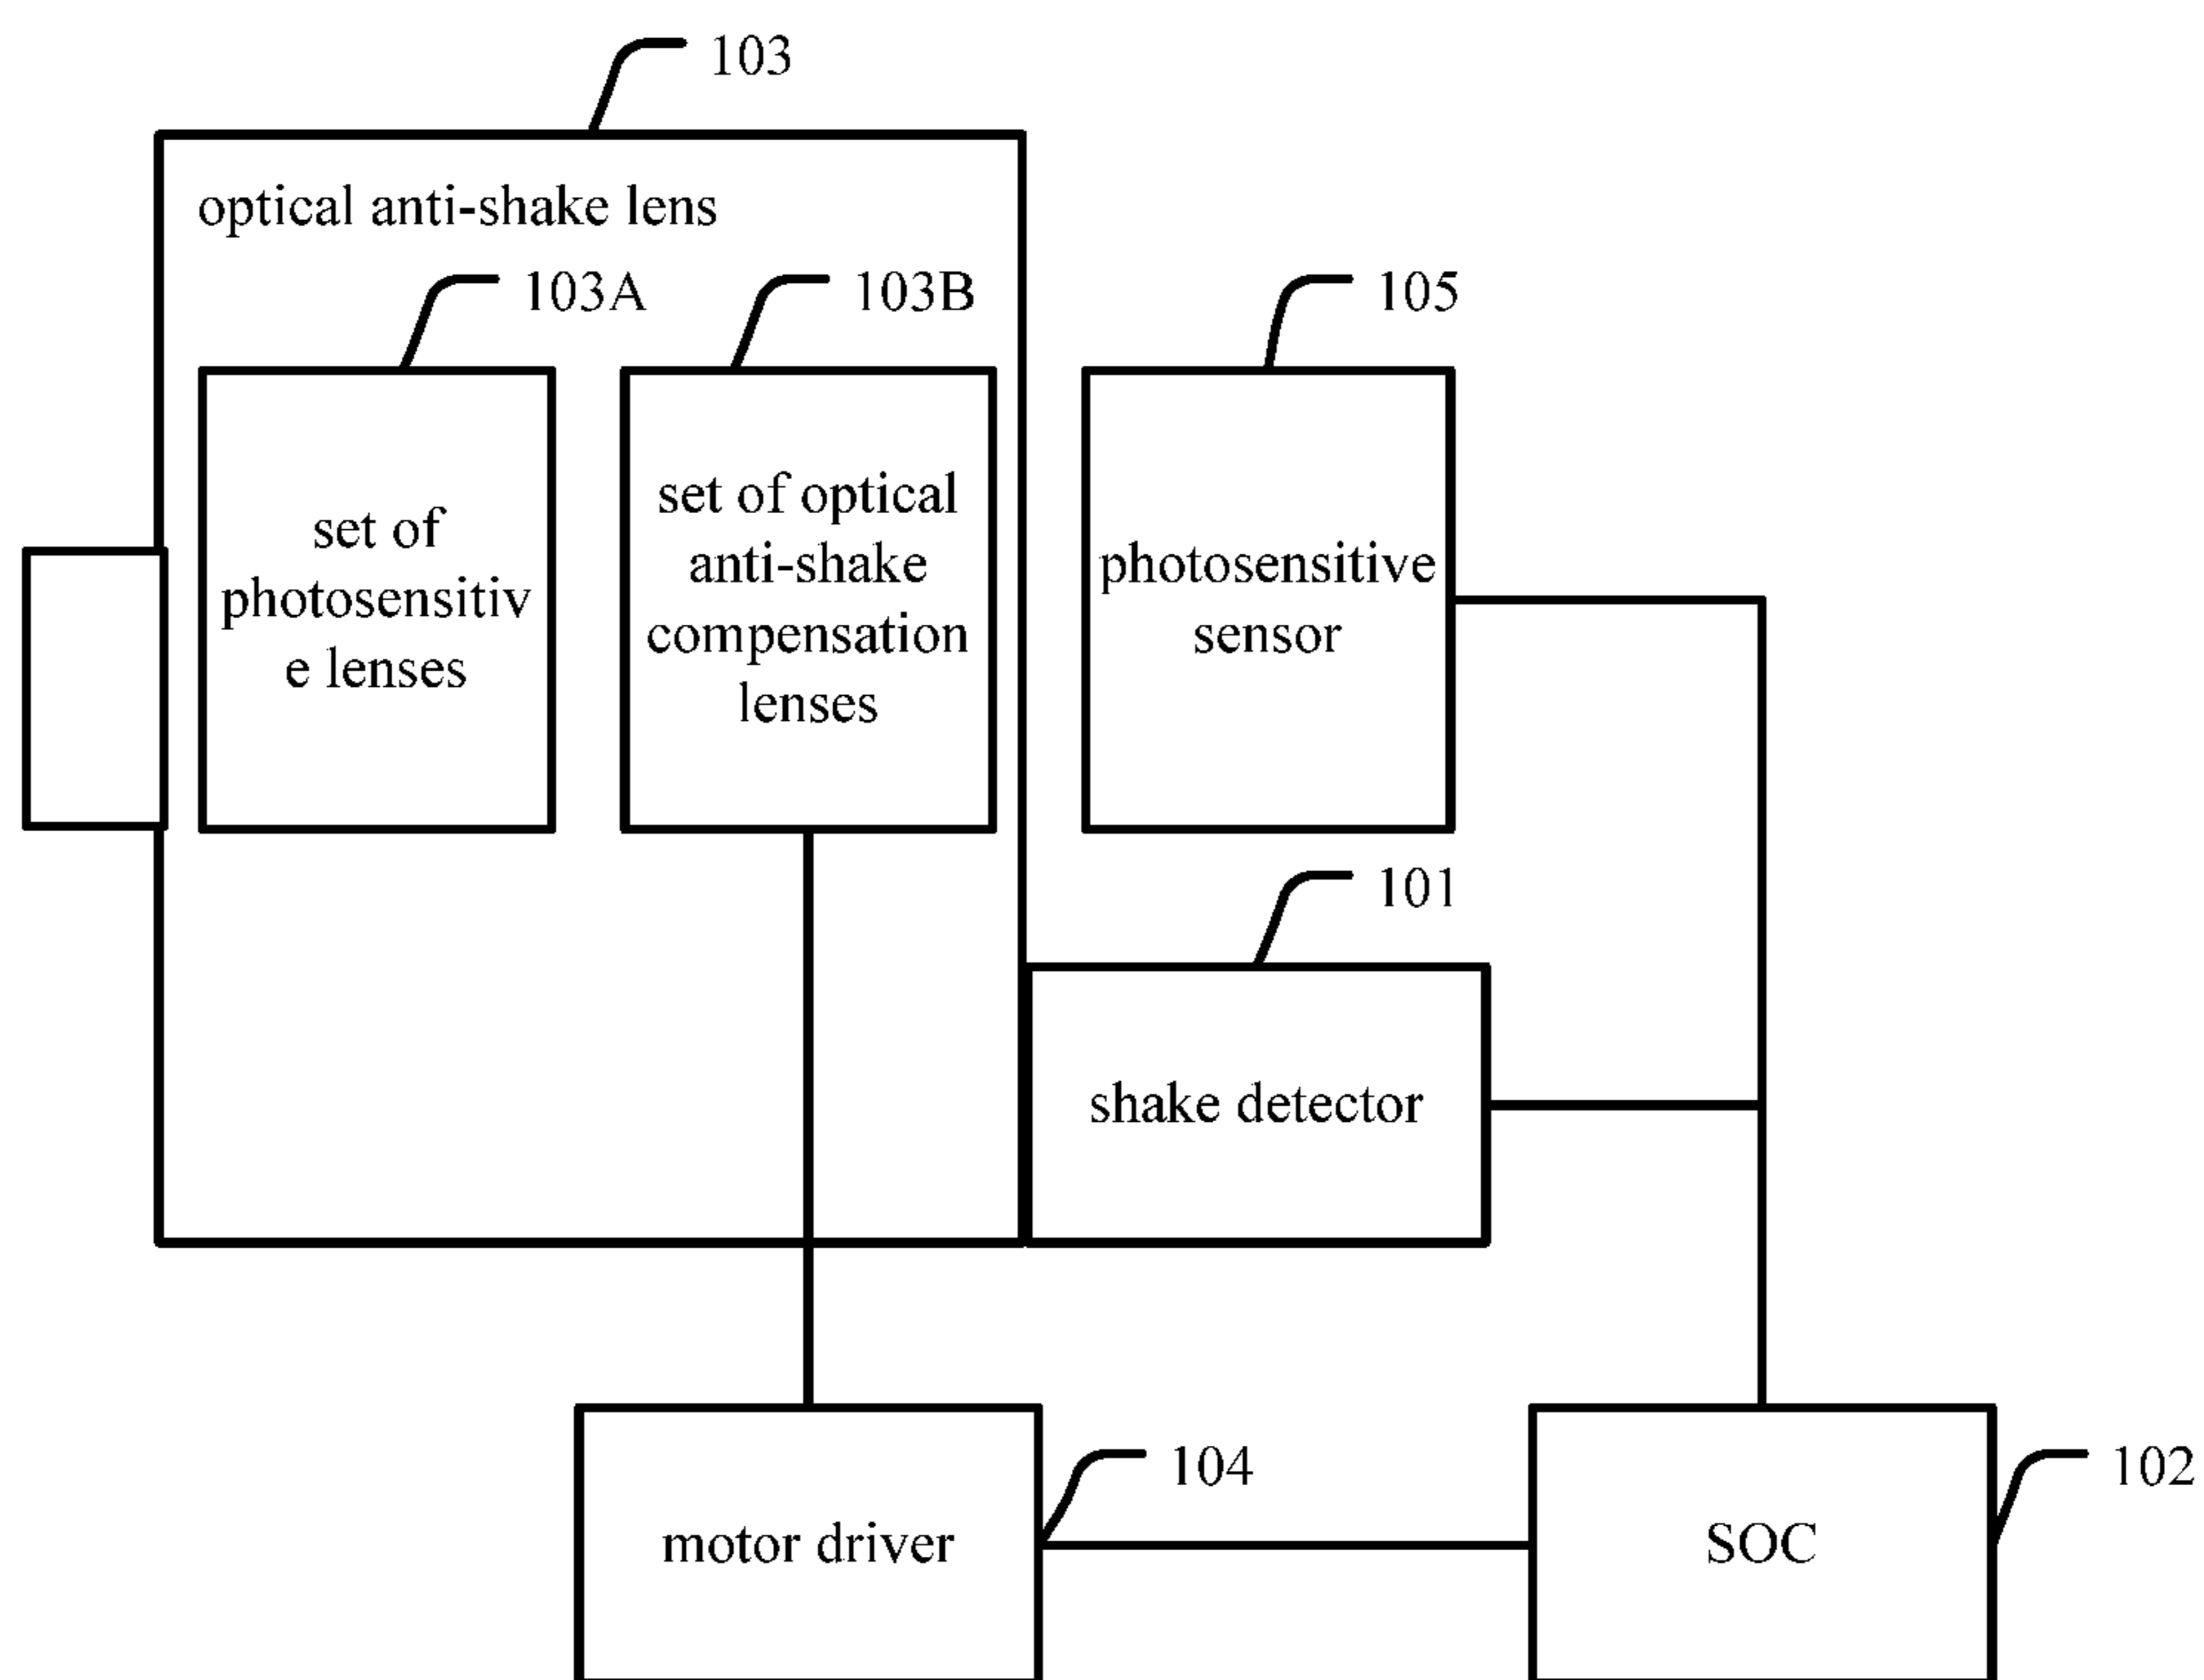 103
optical anti-shake lens
103A
103B
105
set of
photosensitiv
e lenses
set of optical
anti-shake
compensation
lenses
photosensitive
sensor
101
shake detector
104
102
motor driver
SOC